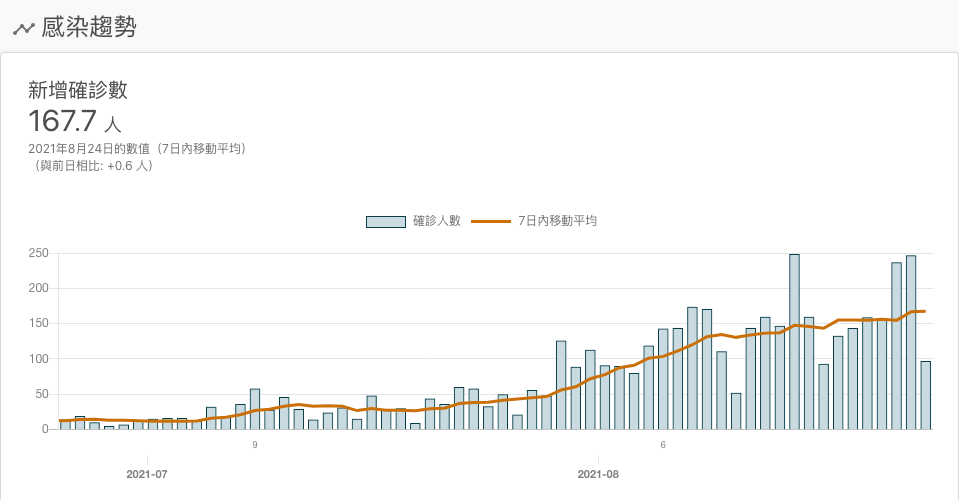 感染趨勢
新增確診數
167.7 人
2021年8月24日的數值（7日內移動平均）
（與前日相比: +0.6 人）
確診人數 7日內移動平均
250
200
150
100
50
0
9 6
2021-07 2021-08